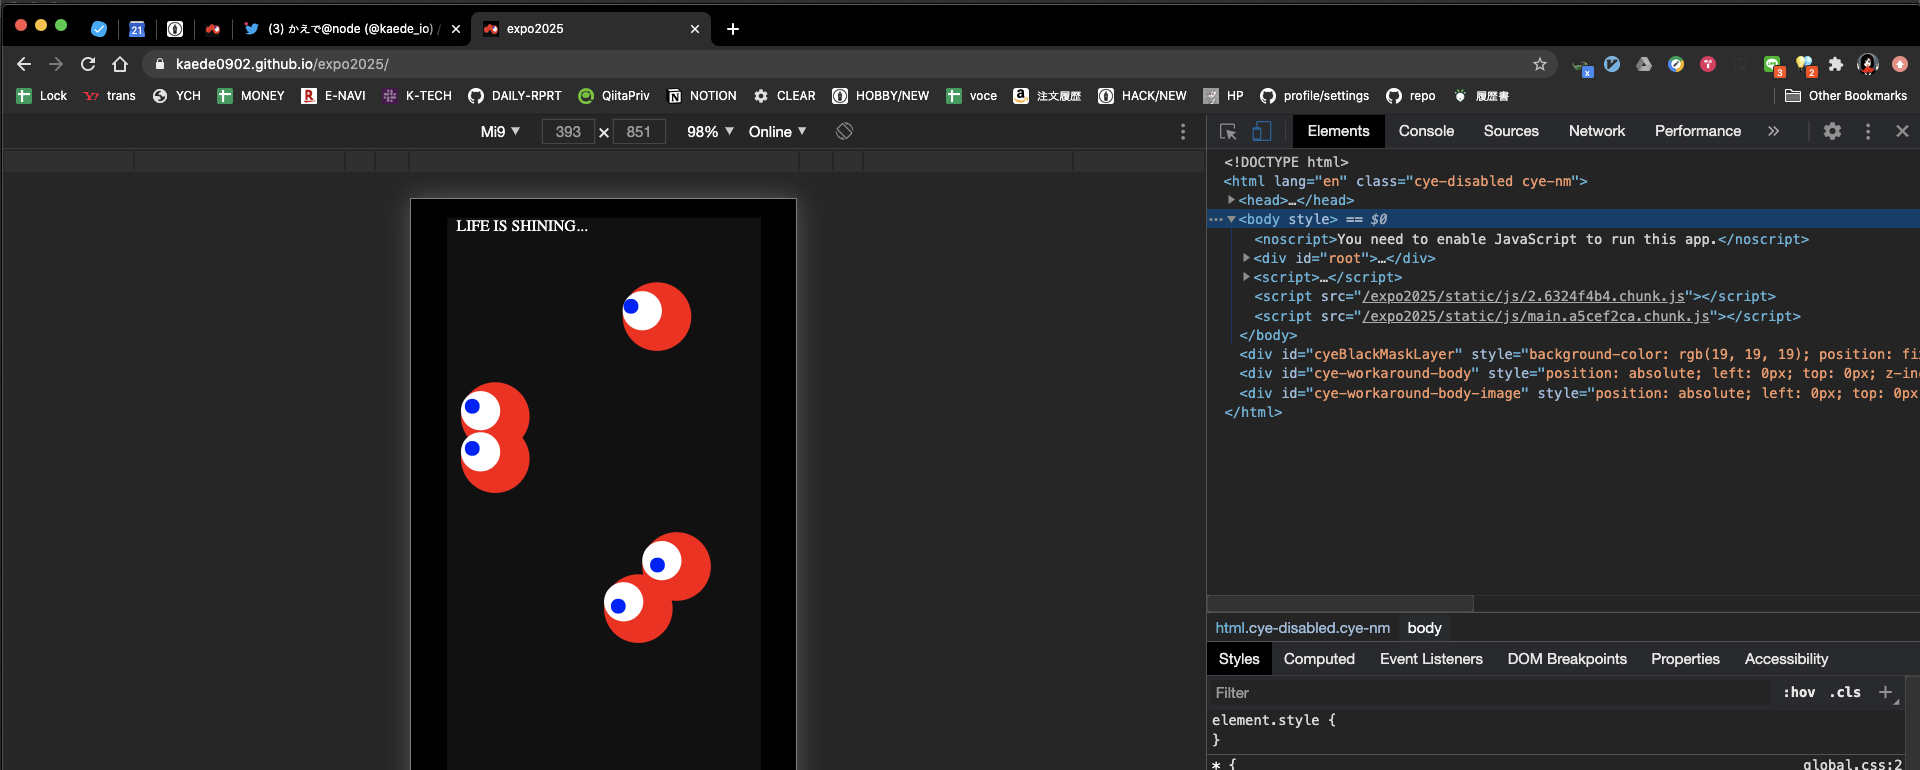 21
(3) かえで@node (@kaede_io) /
expo2025
kaede0902.github.io/expo2025/
x
3
2
Lock
trans
YCH
MONEY
E-NAVI
K-TECH
DAILY-RPRT
QiitaPriv
NOTION
CLEAR
HOBBY/NEW
voce
注文履歴
HACK/NEW
HP
profile/settings
repo
履歴書
Other Bookmarks
Mi9 ▼ 393 × 851 98% ▼ Online ▼
LIFE IS SHINING...
Elements Console Sources Network Performance »
<!DOCTYPE html>
<html lang="en" class="cye-disabled cye-nm">
▶<head>…</head>
…▼<body style> == $0
<noscript>You need to enable JavaScript to run this app.</noscript>
▶<div id="root">…</div>
▶<script>…</script>
<script src="/expo2025/static/js/2.6324f4b4.chunk.js"></script>
<script src="/expo2025/static/js/main.a5cef2ca.chunk.js"></script>
</body>
<div id="cyeBlackMaskLayer" style="background-color: rgb(19, 19, 19); position: fi
<div id="cye-workaround-body" style="position: absolute; left: 0px; top: 0px; z-in
<div id="cye-workaround-body-image" style="position: absolute; left: 0px; top: 0px
</html>
html.cye-disabled.cye-nm body
Styles Computed Event Listeners DOM Breakpoints Properties Accessibility
Filter :hov .cls +
element.style {
}
* { global.css:2